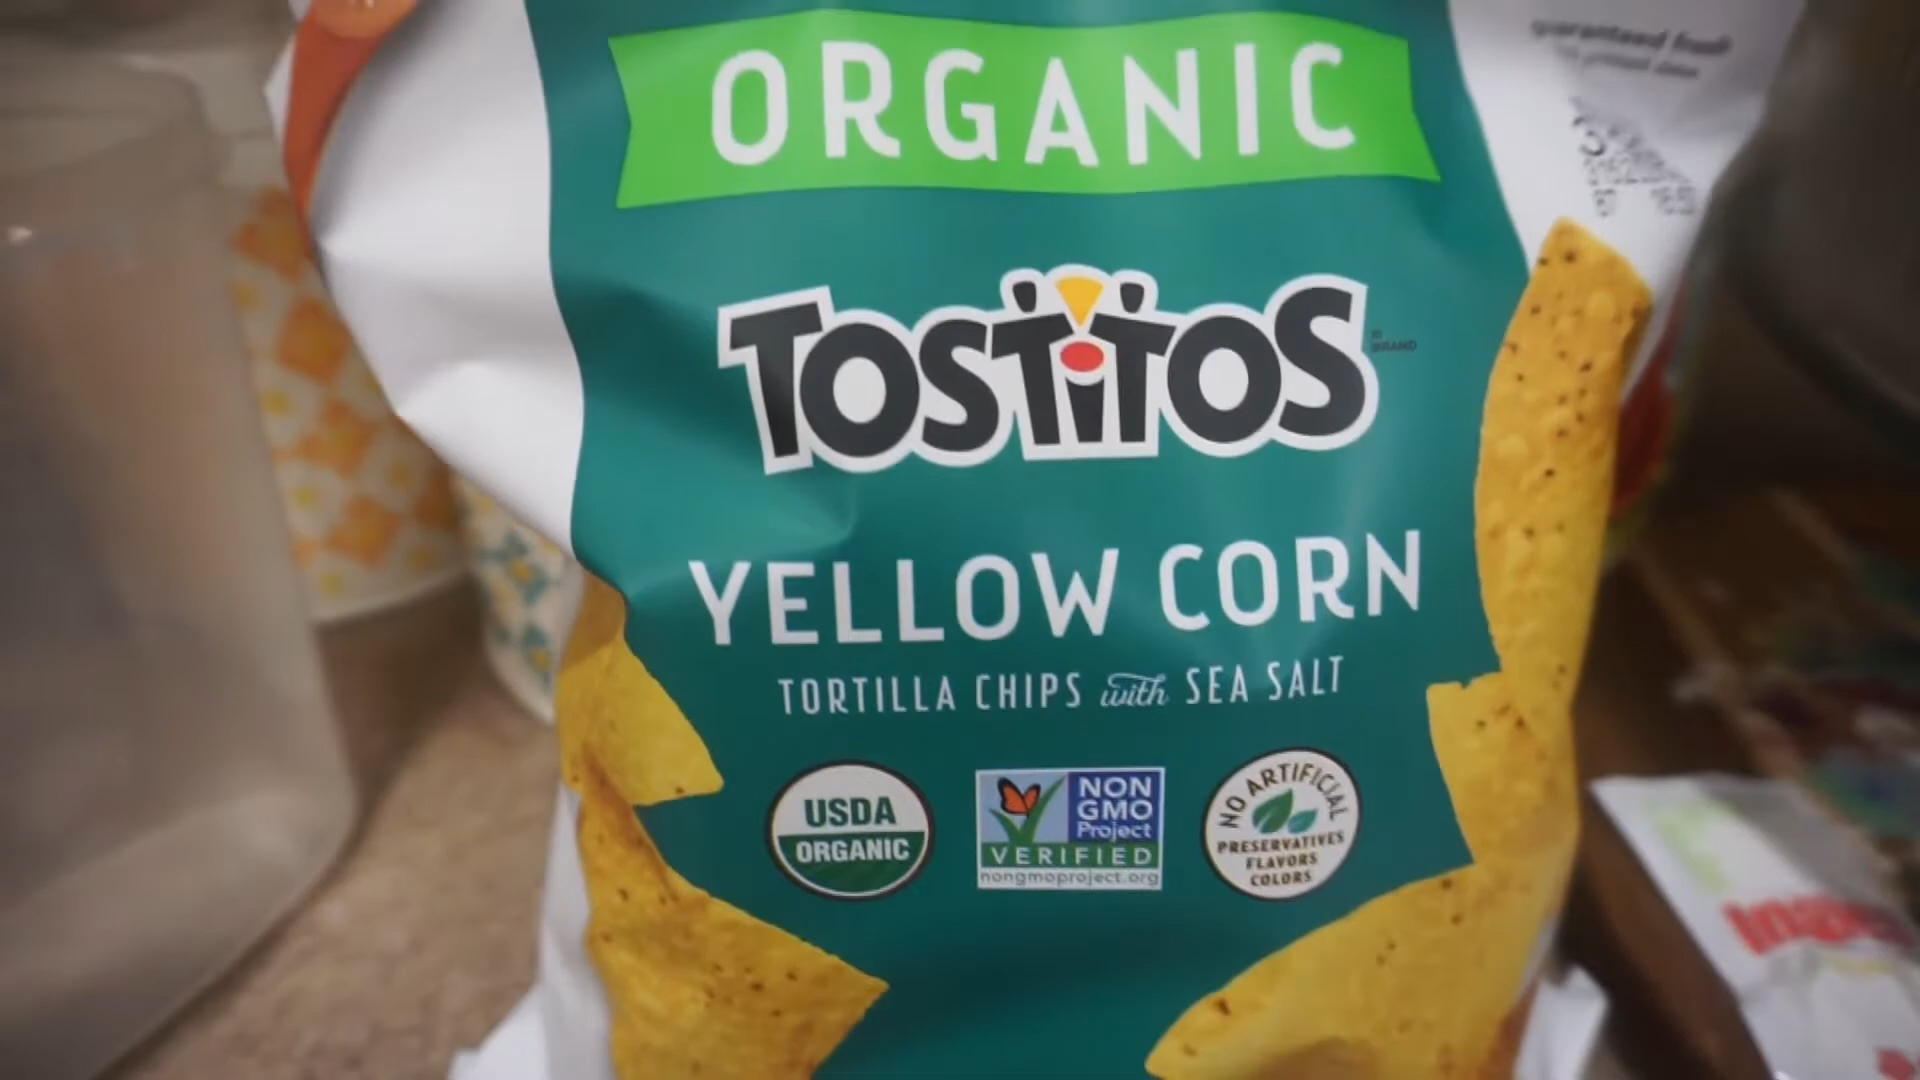 guaranteed fresh
ORGANIC
TOSTITOS
BRAND
YELLOW CORN
TORTILLA CHIPS with SEA SALT
USDA
ORGANIC
NON
GMO
Project
VERIFIED
nongmoproject.org
NO ARTIFICIAL
PRESERVATIVES
FLAVORS
COLORS